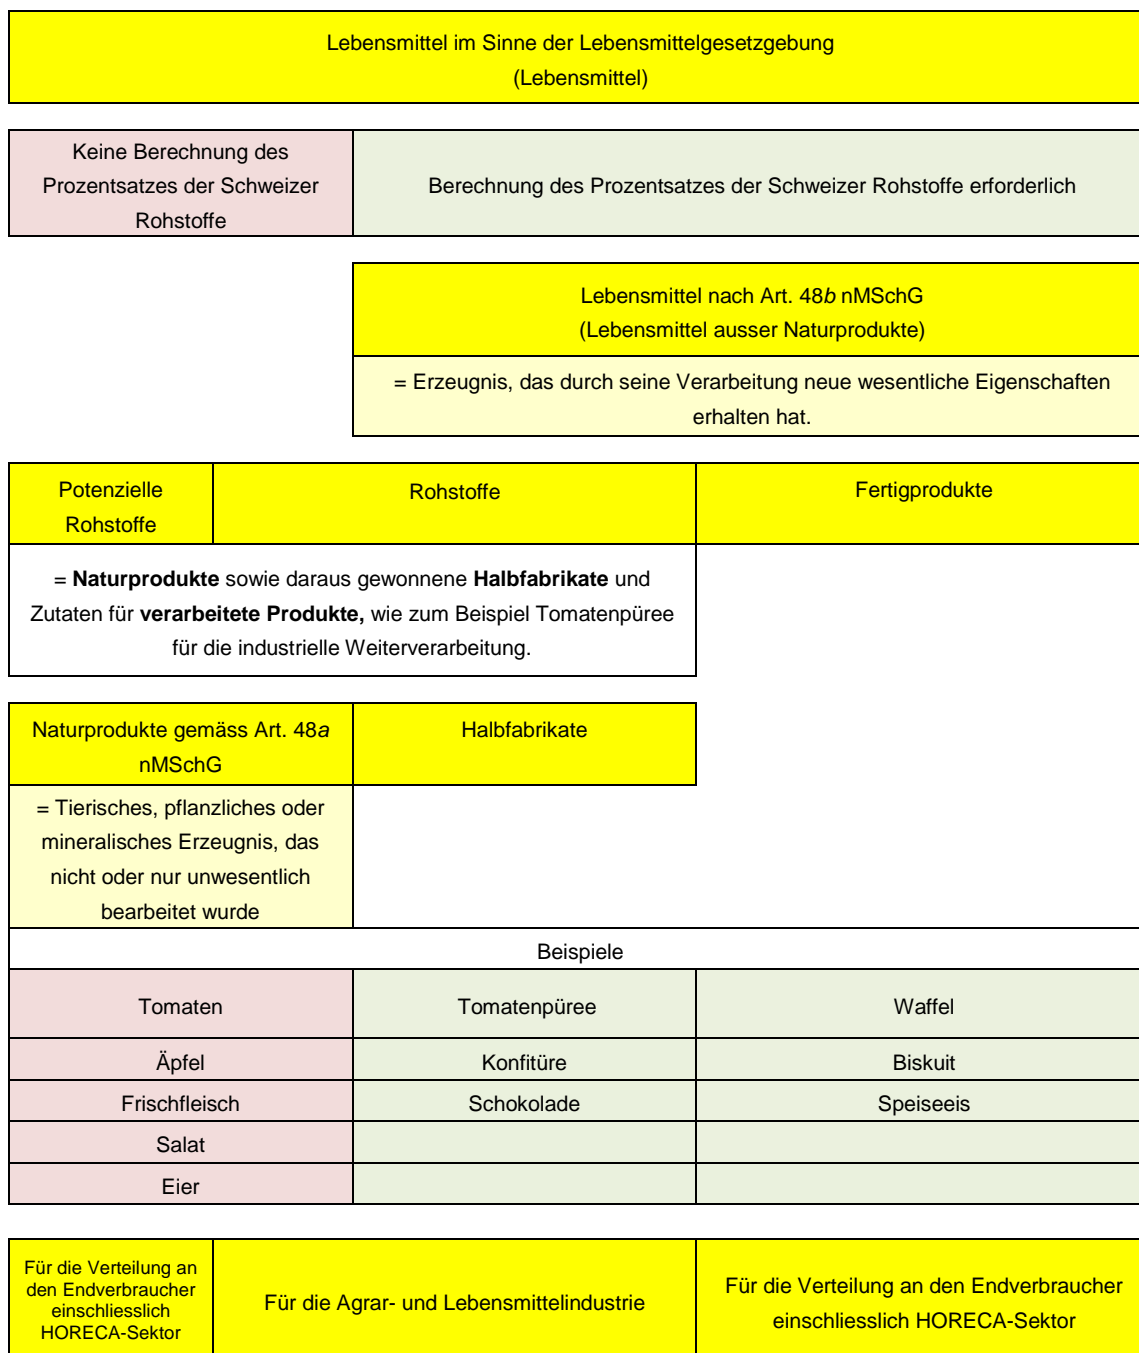 Lebensmittel im Sinne der Lebensmittelgesetzgebung
(Lebensmittel)
Keine Berechnung des
Prozentsatzes der Schweizer
Rohstoffe
Berechnung des Prozentsatzes der Schweizer Rohstoffe erforderlich
Lebensmittel nach Art. 48b nMSchG
(Lebensmittel ausser Naturprodukte)
= Erzeugnis, das durch seine Verarbeitung neue wesentliche Eigenschaften
erhalten hat.
Potenzielle
Rohstoffe
Rohstoffe
Fertigprodukte
= Naturprodukte sowie daraus gewonnene Halbfabrikate und
Zutaten für verarbeitete Produkte, wie zum Beispiel Tomatenpüree
für die industrielle Weiterverarbeitung.
Naturprodukte gemäss Art. 48a
nMSchG
Halbfabrikate
= Tierisches, pflanzliches oder
mineralisches Erzeugnis, das
nicht oder nur unwesentlich
bearbeitet wurde
Beispiele
Tomaten
Tomatenpüree
Waffel
Äpfel
Konfitüre
Biskuit
Frischfleisch
Schokolade
Speiseeis
Salat
Eier
Für die Verteilung an
den Endverbraucher
einschliesslich
HORECA-Sektor
Für die Agrar- und Lebensmittelindustrie
Für die Verteilung an den Endverbraucher
einschliesslich HORECA-Sektor